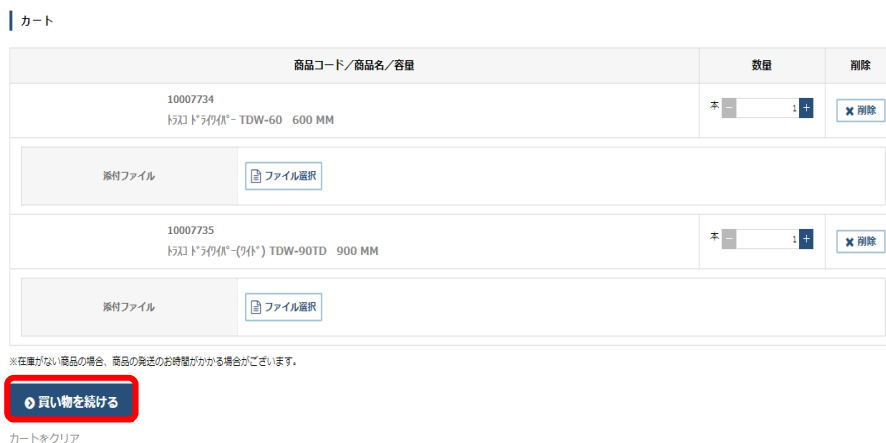 カート
商品コード／商品名／容量 数量 削除
10007734
ﾄﾗｽｺ ﾄﾞﾗｲﾜｲﾊﾟｰ TDW-60 600 MM
本 - 1 +
削除
添付ファイル ファイル選択
10007735
ﾄﾗｽｺ ﾄﾞﾗｲﾜｲﾊﾟｰ(ﾜｲﾄﾞ) TDW-90TD 900 MM
本 - 1 +
削除
添付ファイル ファイル選択
※在庫がない商品の場合、商品の発送のお時間がかかる場合がございます。
買い物を続ける
カートをクリア